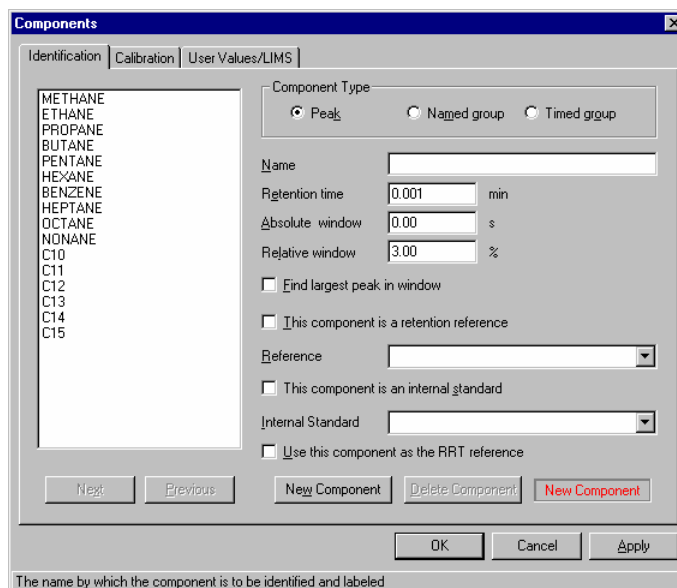 Components
Identification Calibration User Values/LIMS
METHANE
ETHANE
PROPANE
BUTANE
PENTANE
HEXANE
BENZENE
HEPTANE
OCTANE
NONANE
C10
C11
C12
C13
C14
C15
Component Type
Peak Named group Timed group
Name
Retention time 0.001 min
Absolute window 0.00 s
Relative window 3.00 %
Find largest peak in window
This component is a retention reference
Reference
This component is an internal standard
Internal Standard
Use this component as the RRT reference
Next Previous New Component Delete Component New Component
OK Cancel Apply
The name by which the component is to be identified and labeled